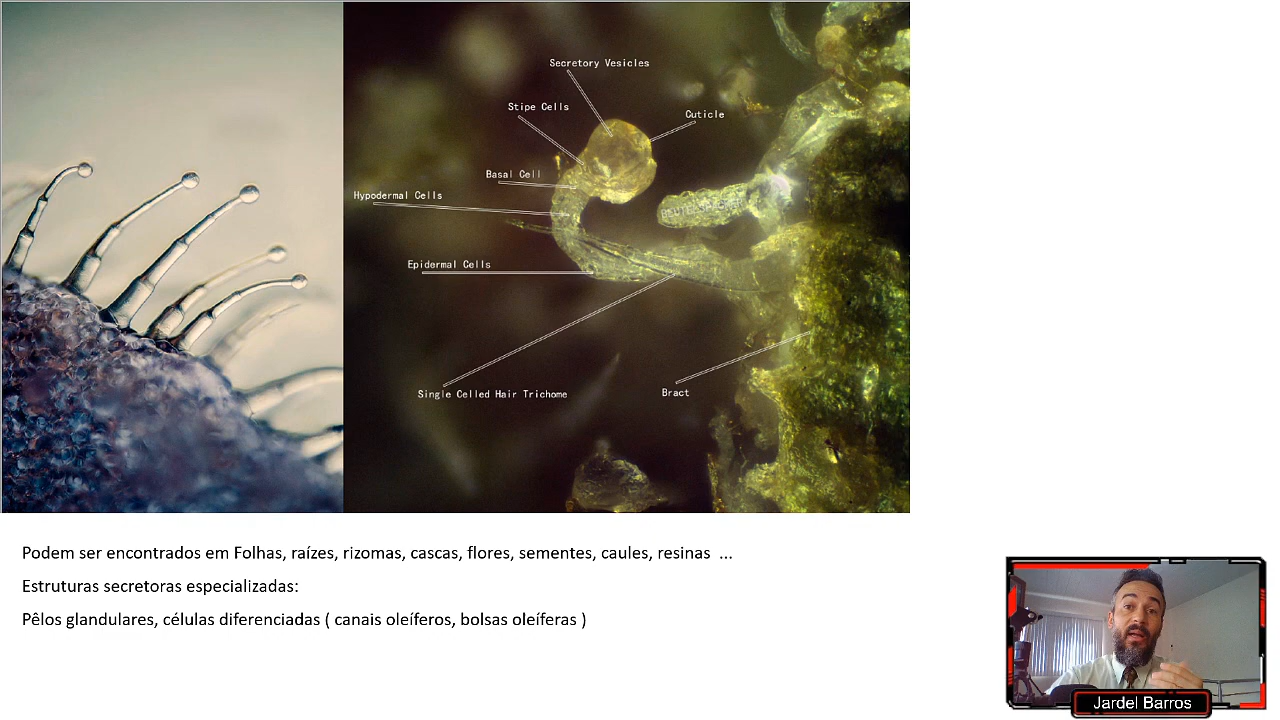 Secretory Vesicles
Stipe Cells
Cuticle
Basal Cell
Hypodermal Cells
Epidermal Cells
Single Celled Hair Trichome
Bract
Podem ser encontrados em Folhas, raízes, rizomas, cascas, flores, sementes, caules, resinas ...
Estruturas secretoras especializadas:
Pêlos glandulares, células diferenciadas ( canais oleíferos, bolsas oleíferas )
Jardel Barros